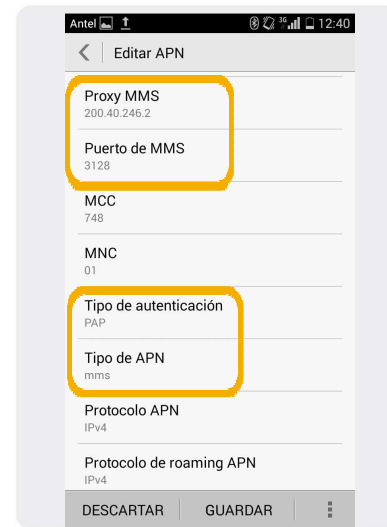 Antel 3G 12:40
Editar APN
Proxy MMS
200.40.246.2
Puerto de MMS
3128
MCC
748
MNC
01
Tipo de autenticación
PAP
Tipo de APN
mms
Protocolo APN
IPv4
Protocolo de roaming APN
IPv4
DESCARTAR GUARDAR